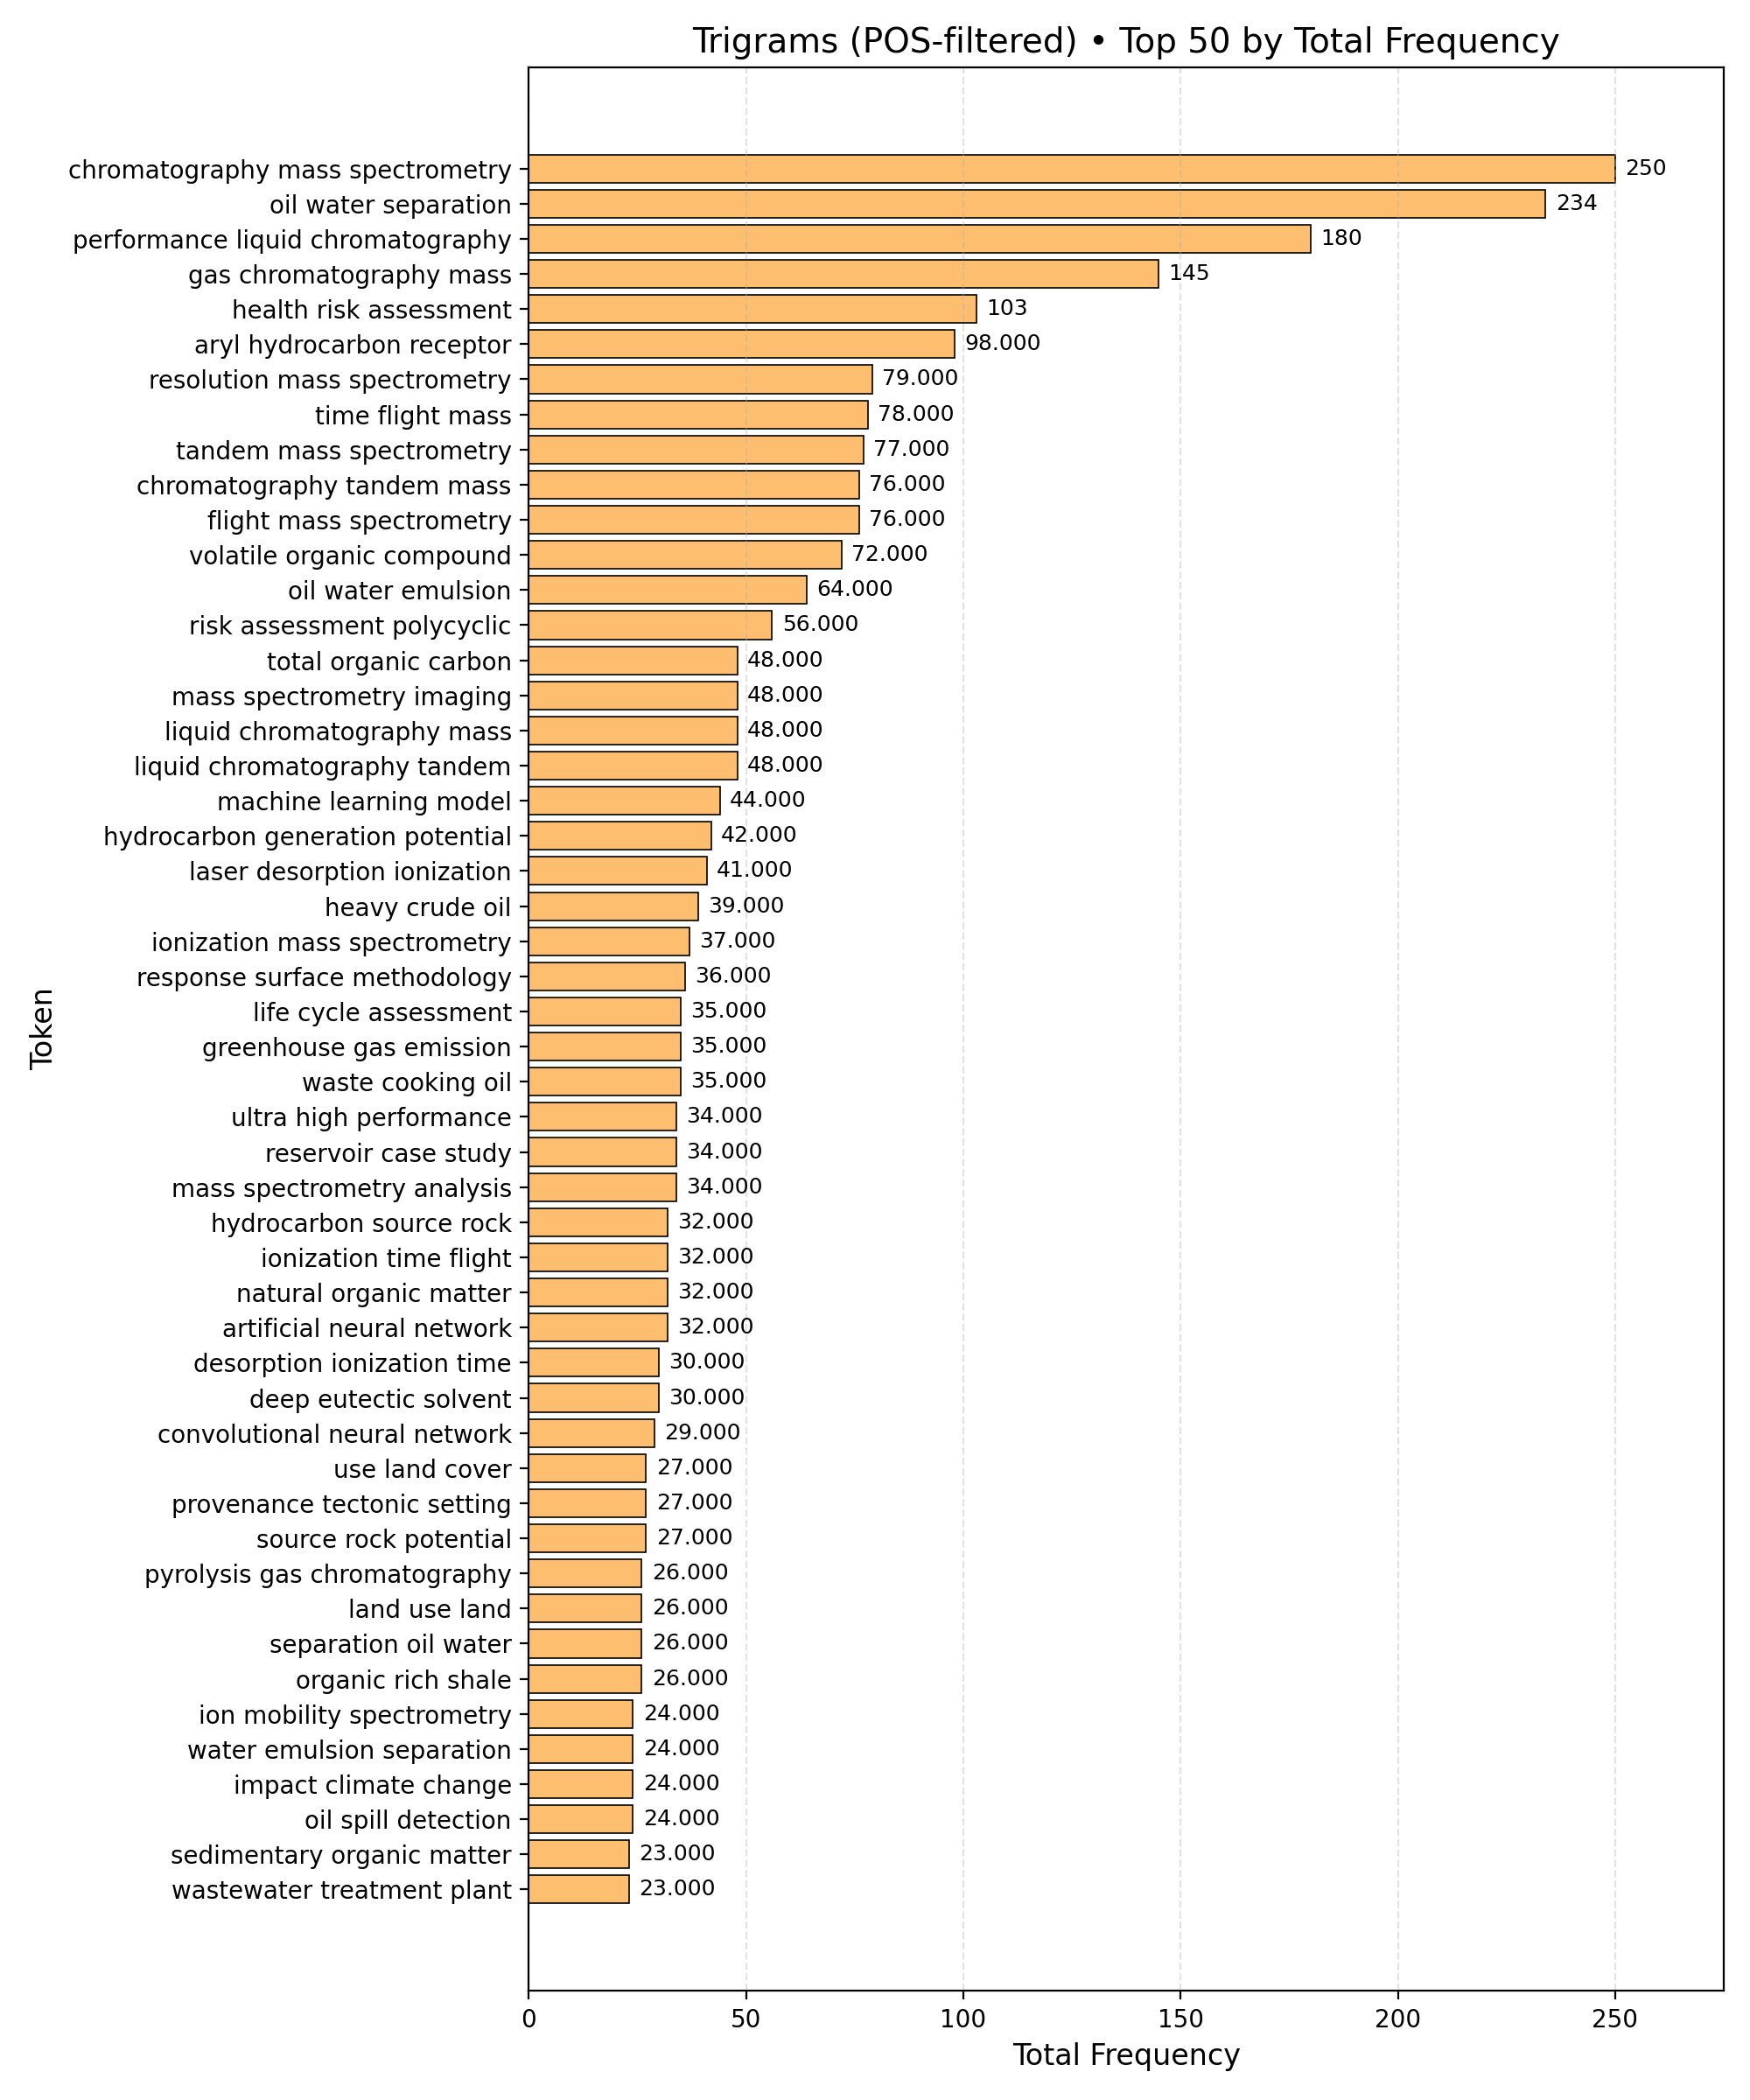 Trigrams (POS-filtered) • Top 50 by Total Frequency
chromatography mass spectrometry 250
oil water separation 234
performance liquid chromatography 180
gas chromatography mass 145
health risk assessment 103
aryl hydrocarbon receptor 98.000
resolution mass spectrometry 79.000
time flight mass 78.000
tandem mass spectrometry 77.000
chromatography tandem mass 76.000
flight mass spectrometry 76.000
volatile organic compound 72.000
oil water emulsion 64.000
risk assessment polycyclic 56.000
total organic carbon 48.000
mass spectrometry imaging 48.000
liquid chromatography mass 48.000
liquid chromatography tandem 48.000
machine learning model 44.000
hydrocarbon generation potential 42.000
laser desorption ionization 41.000
heavy crude oil 39.000
ionization mass spectrometry 37.000
response surface methodology 36.000
life cycle assessment 35.000
greenhouse gas emission 35.000
waste cooking oil 35.000
ultra high performance 34.000
reservoir case study 34.000
mass spectrometry analysis 34.000
hydrocarbon source rock 32.000
ionization time flight 32.000
natural organic matter 32.000
artificial neural network 32.000
desorption ionization time 30.000
deep eutectic solvent 30.000
convolutional neural network 29.000
use land cover 27.000
provenance tectonic setting 27.000
source rock potential 27.000
pyrolysis gas chromatography 26.000
land use land 26.000
separation oil water 26.000
organic rich shale 26.000
ion mobility spectrometry 24.000
water emulsion separation 24.000
impact climate change 24.000
oil spill detection 24.000
sedimentary organic matter 23.000
wastewater treatment plant 23.000
0 50 100 150 200 250
Total Frequency
Token